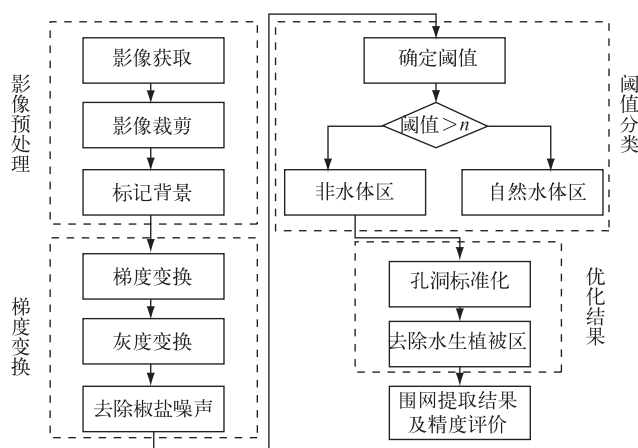 影像预处理
影像获取
影像裁剪
标记背景
梯度变换
梯度变换
灰度变换
去除椒盐噪声
确定阈值
阈值＞n
非水体区
自然水体区
阈值分类
孔洞标准化
去除水生植被区
优化结果
围网提取结果
及精度评价